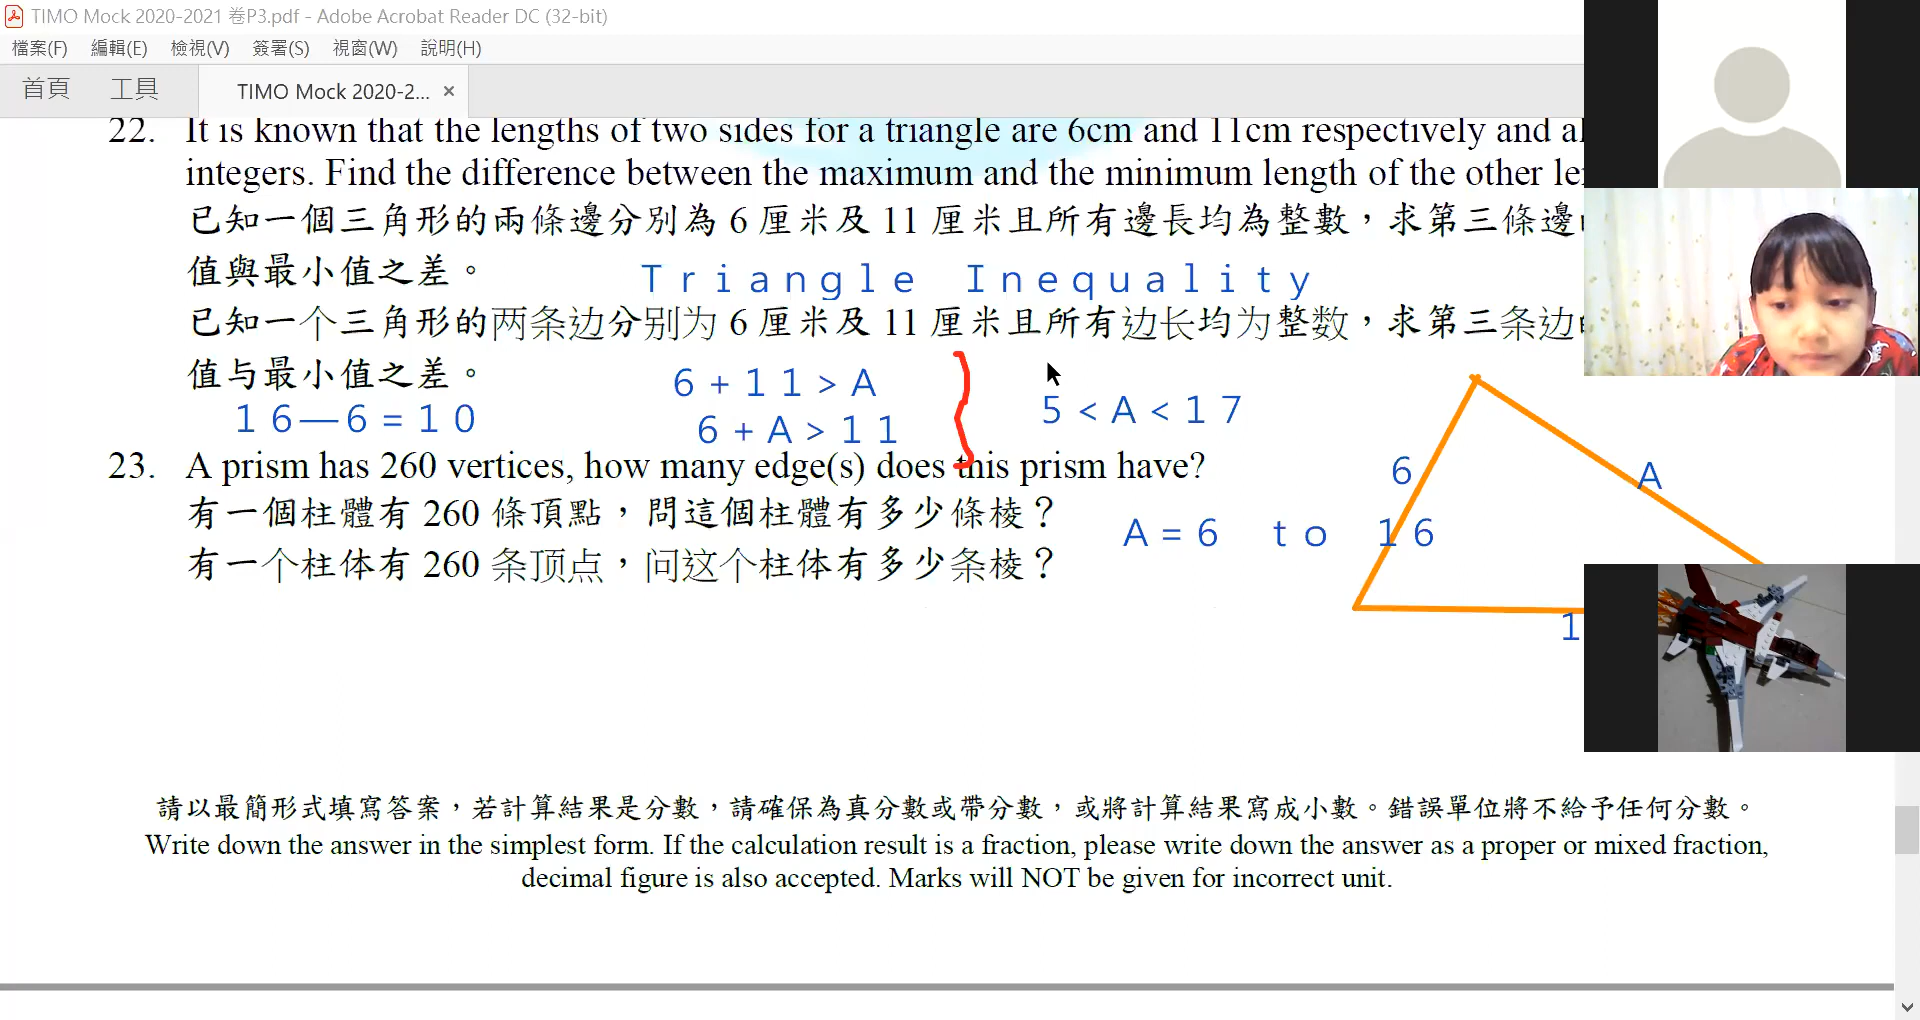 TIMO Mock 2020-2021 卷P3.pdf - Adobe Acrobat Reader DC (32-bit)
檔案(F) 編輯(E) 檢視(V) 簽署(S) 視窗(W) 說明(H)
首頁 工具 TIMO Mock 2020-2... ×
22. It is known that the lengths of two sides for a triangle are 6cm and 11cm respectively and
integers. Find the difference between the maximum and the minimum length of the other
已知一個三角形的兩條邊分別為 6 厘米及 11 厘米且所有邊長均為整數，求第三條邊
值與最小值之差。
Triangle Inequality
已知一个三角形的两条边分别为 6 厘米及 11 厘米且所有边长均为整数，求第三条边
值与最小值之差。
6+11>A
16—6=10
5<A<17
6+A>11
23. A prism has 260 vertices, how many edge(s) does this prism have?
6
A
有一個柱體有 260 條頂點，問這個柱體有多少條棱？
A=6 to 16
有一个柱体有 260 条顶点，问这个柱体有多少条棱？
1
請以最簡形式填寫答案，若計算結果是分數，請確保為真分數或帶分數，或將計算結果寫成小數。錯誤單位將不給予任何分數。
Write down the answer in the simplest form. If the calculation result is a fraction, please write down the answer as a proper or mixed fraction,
decimal figure is also accepted. Marks will NOT be given for incorrect unit.